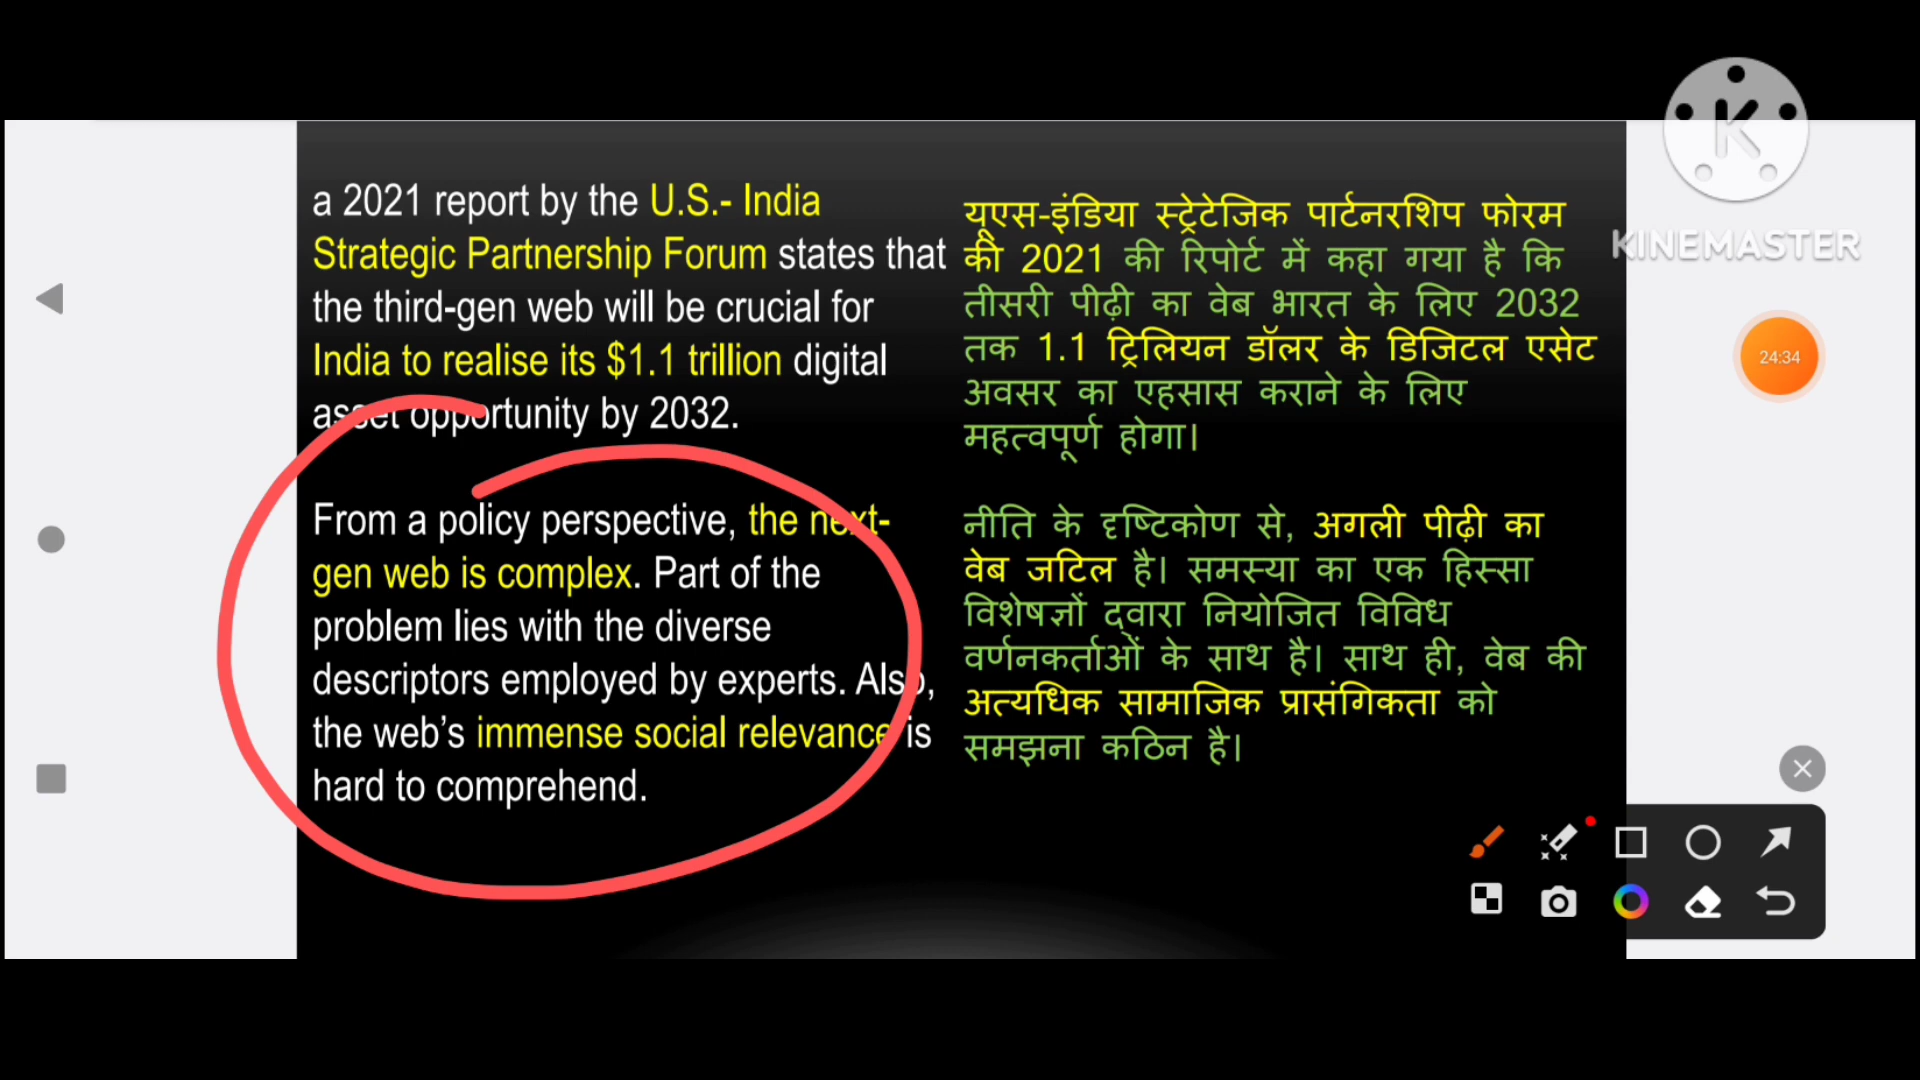 a 2021 report by the U.S.- India
Strategic Partnership Forum states that
the third-gen web will be crucial for
India to realise its $1.1 trillion digital
asset opportunity by 2032.
From a policy perspective, the next-
gen web is complex. Part of the
problem lies with the diverse
descriptors employed by experts. Also,
the web's immense social relevance is
hard to comprehend.
यूएस-इंडिया स्ट्रेटेजिक पार्टनरशिप फोरम
की 2021 की रिपोर्ट में कहा गया है कि
तीसरी पीढ़ी का वेब भारत के लिए 2032
तक 1.1 ट्रिलियन डॉलर के डिजिटल एसेट
अवसर का एहसास कराने के लिए
महत्वपूर्ण होगा।
नीति के दृष्टिकोण से, अगली पीढ़ी का
वेब जटिल है। समस्या का एक हिस्सा
विशेषज्ञों द्वारा नियोजित विविध
वर्णनकर्ताओं के साथ है। साथ ही, वेब की
अत्यधिक सामाजिक प्रासंगिकता को
समझना कठिन है।
K
KINEMASTER
24:34